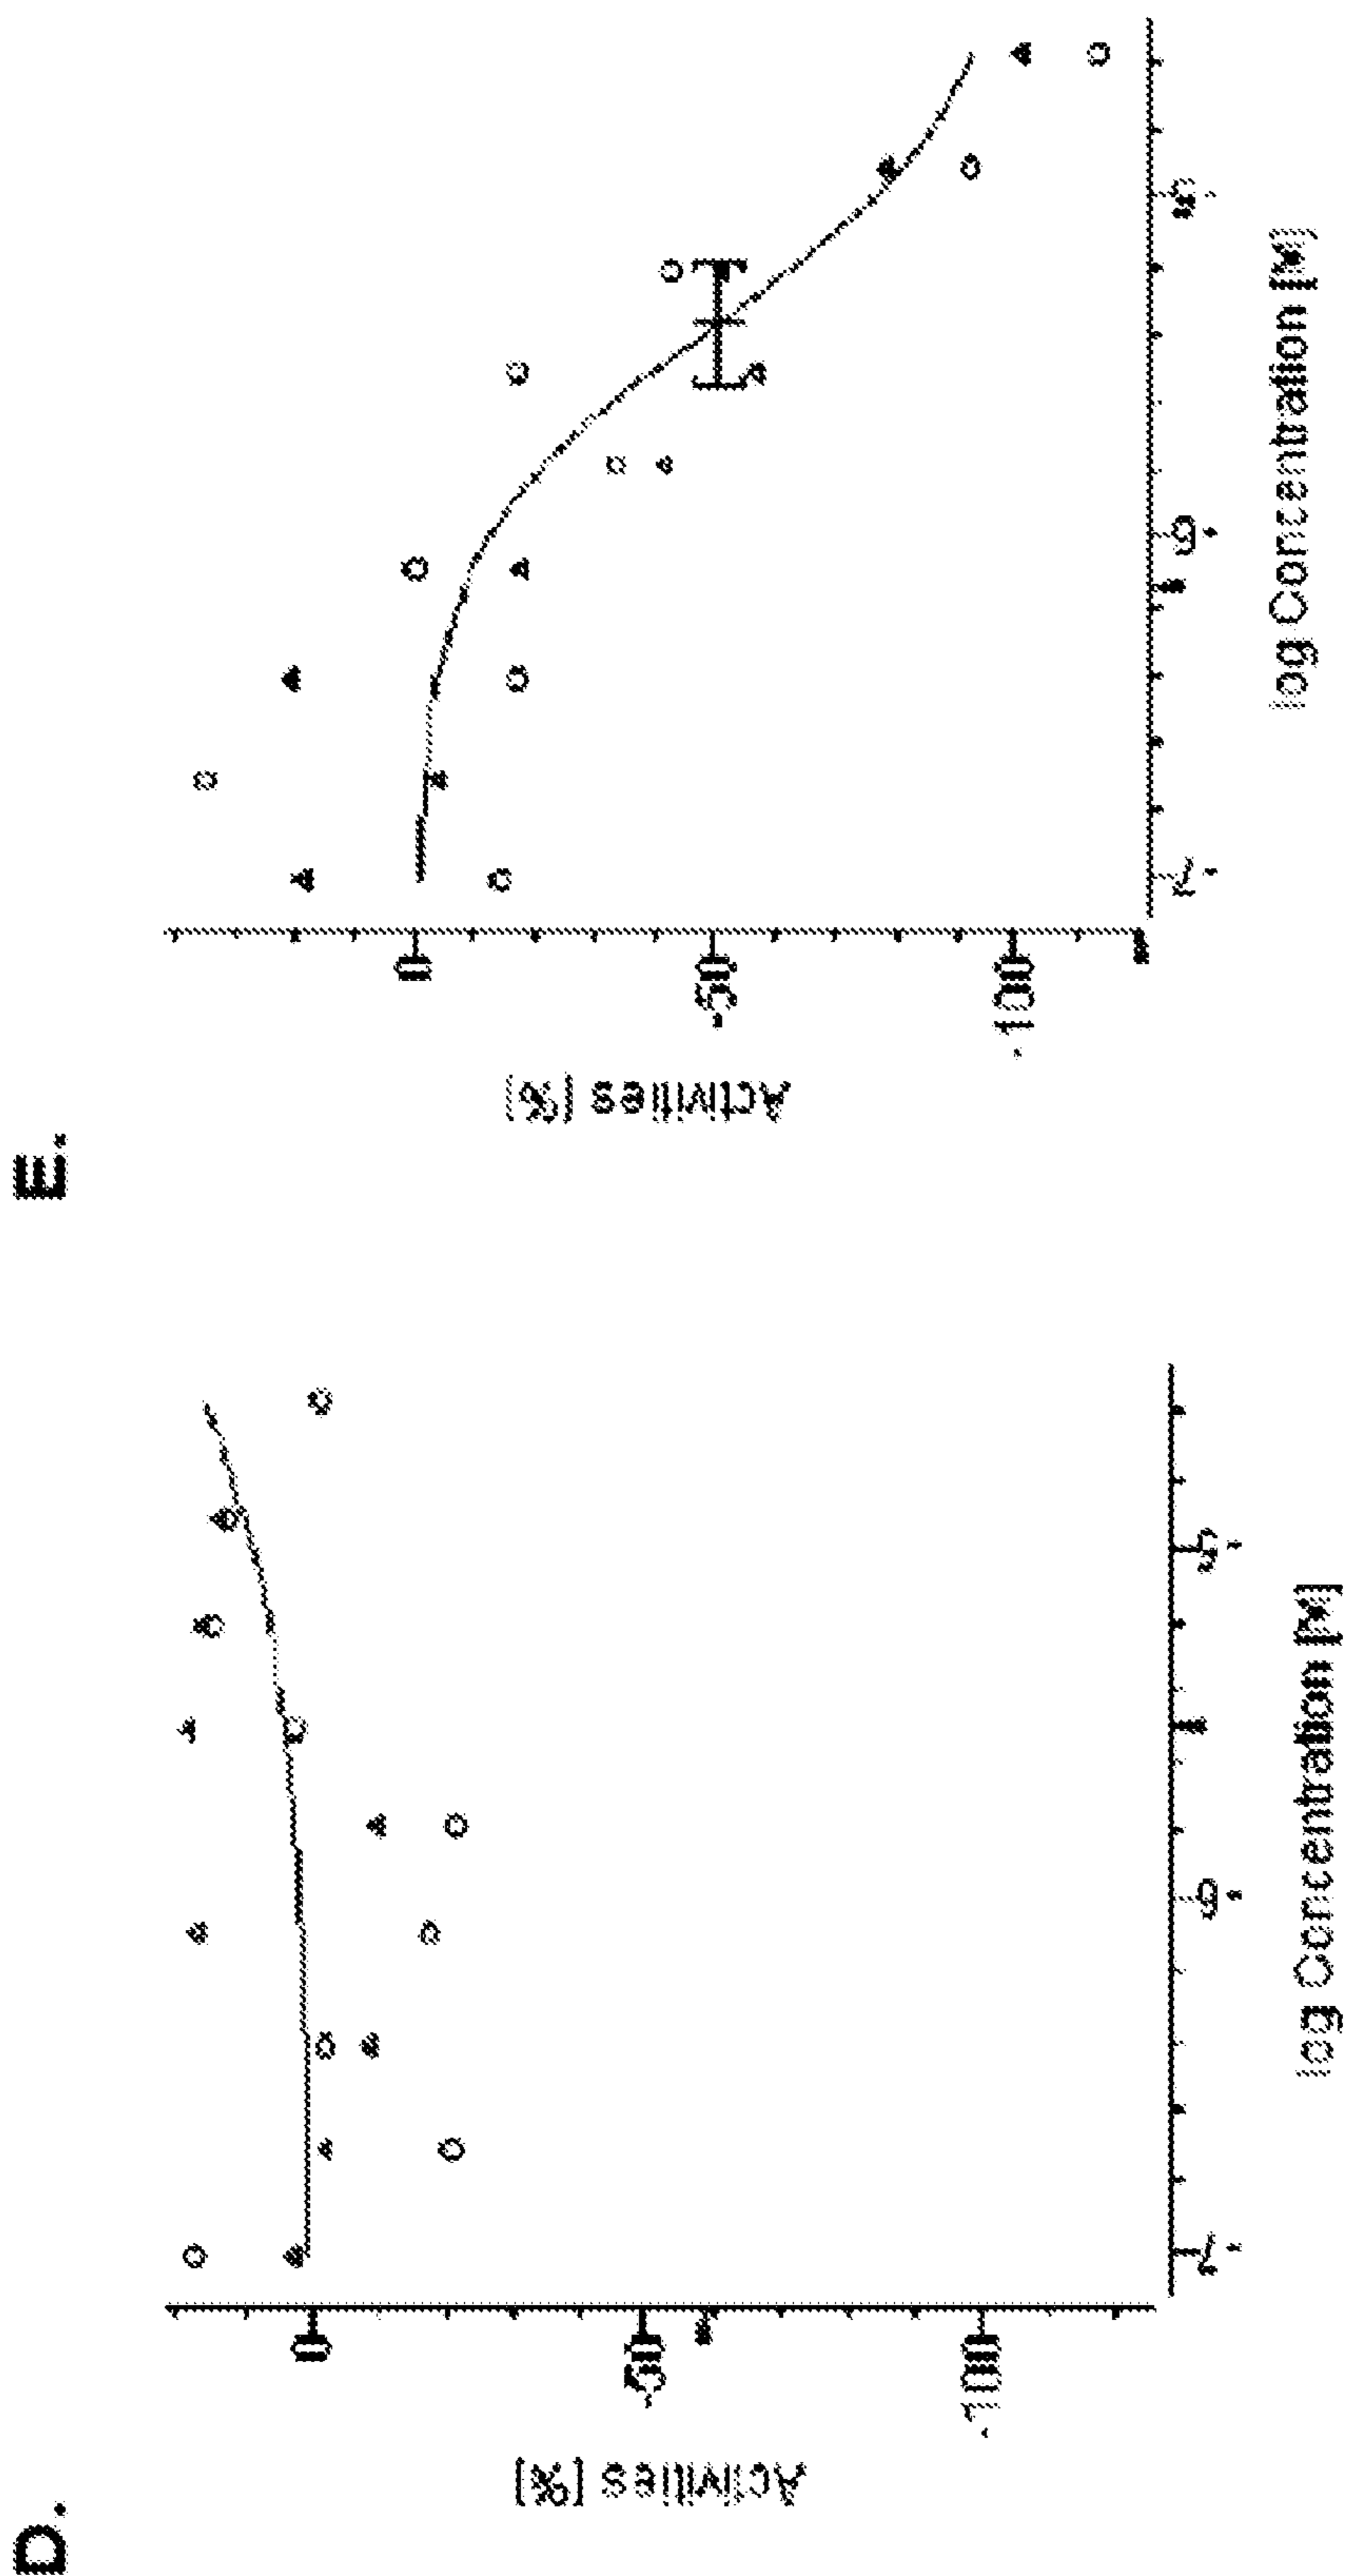 D.
Activities [%]
0
-50
-100
-7
-6
-5
log Concentration [M]
E.
Activities [%]
0
-50
-100
-7
-6
-5
log Concentration [M]